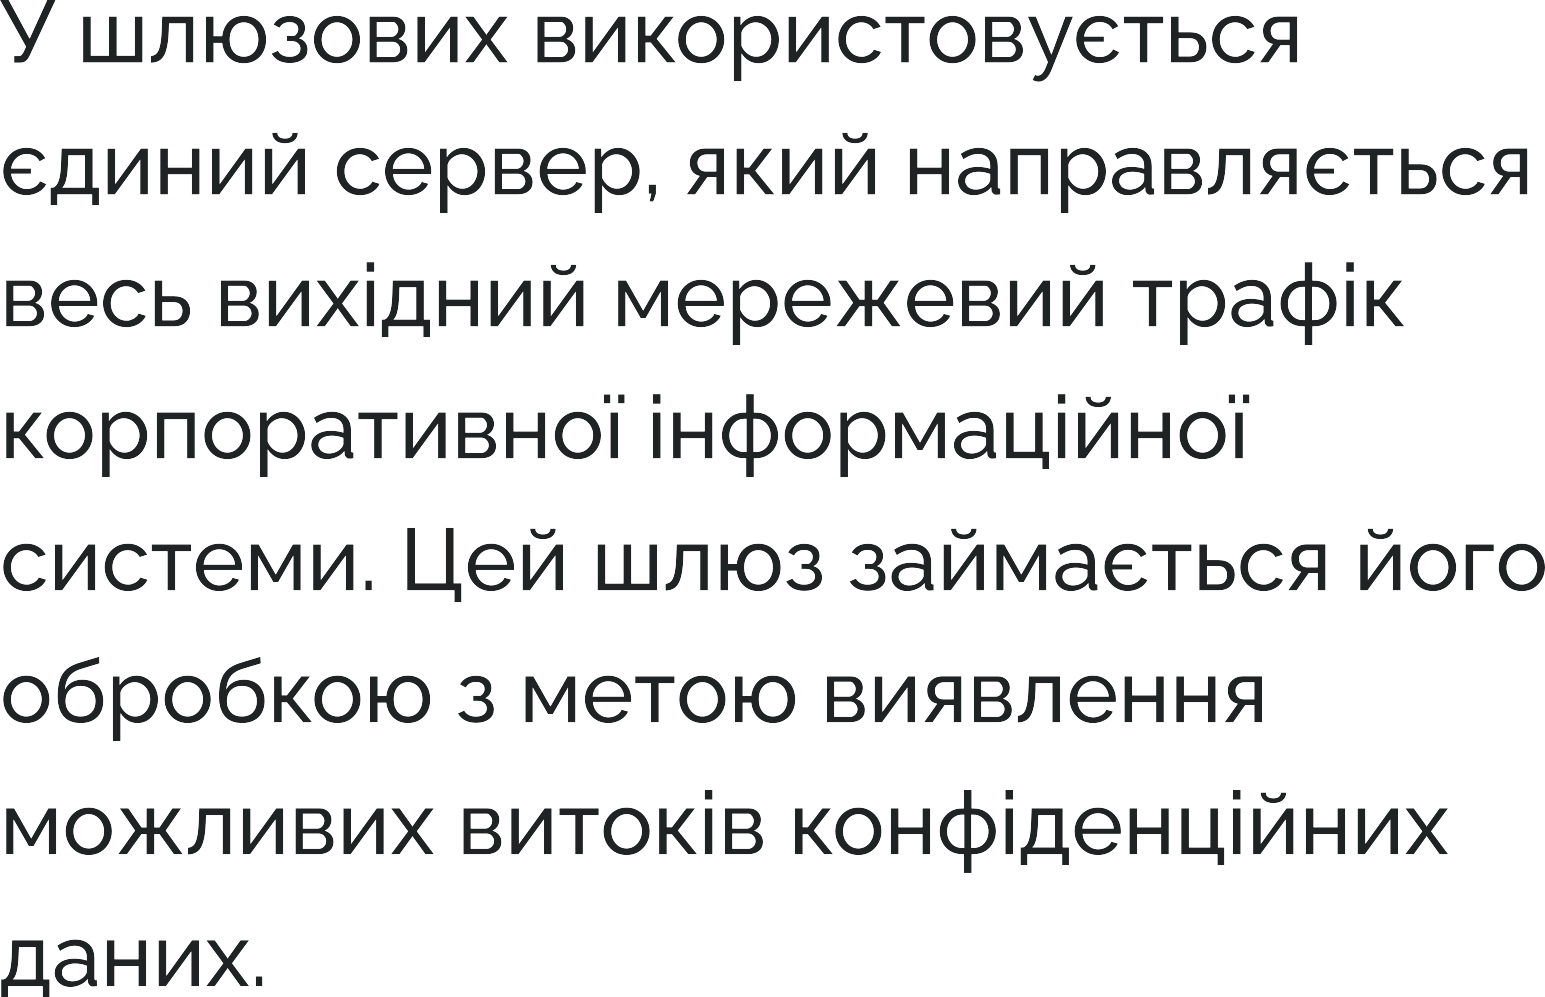 У шлюзових використовується
єдиний сервер, який направляється
весь вихідний мережевий трафік
корпоративної інформаційної
системи. Цей шлюз займається його
обробкою з метою виявлення
можливих витоків конфіденційних
даних.